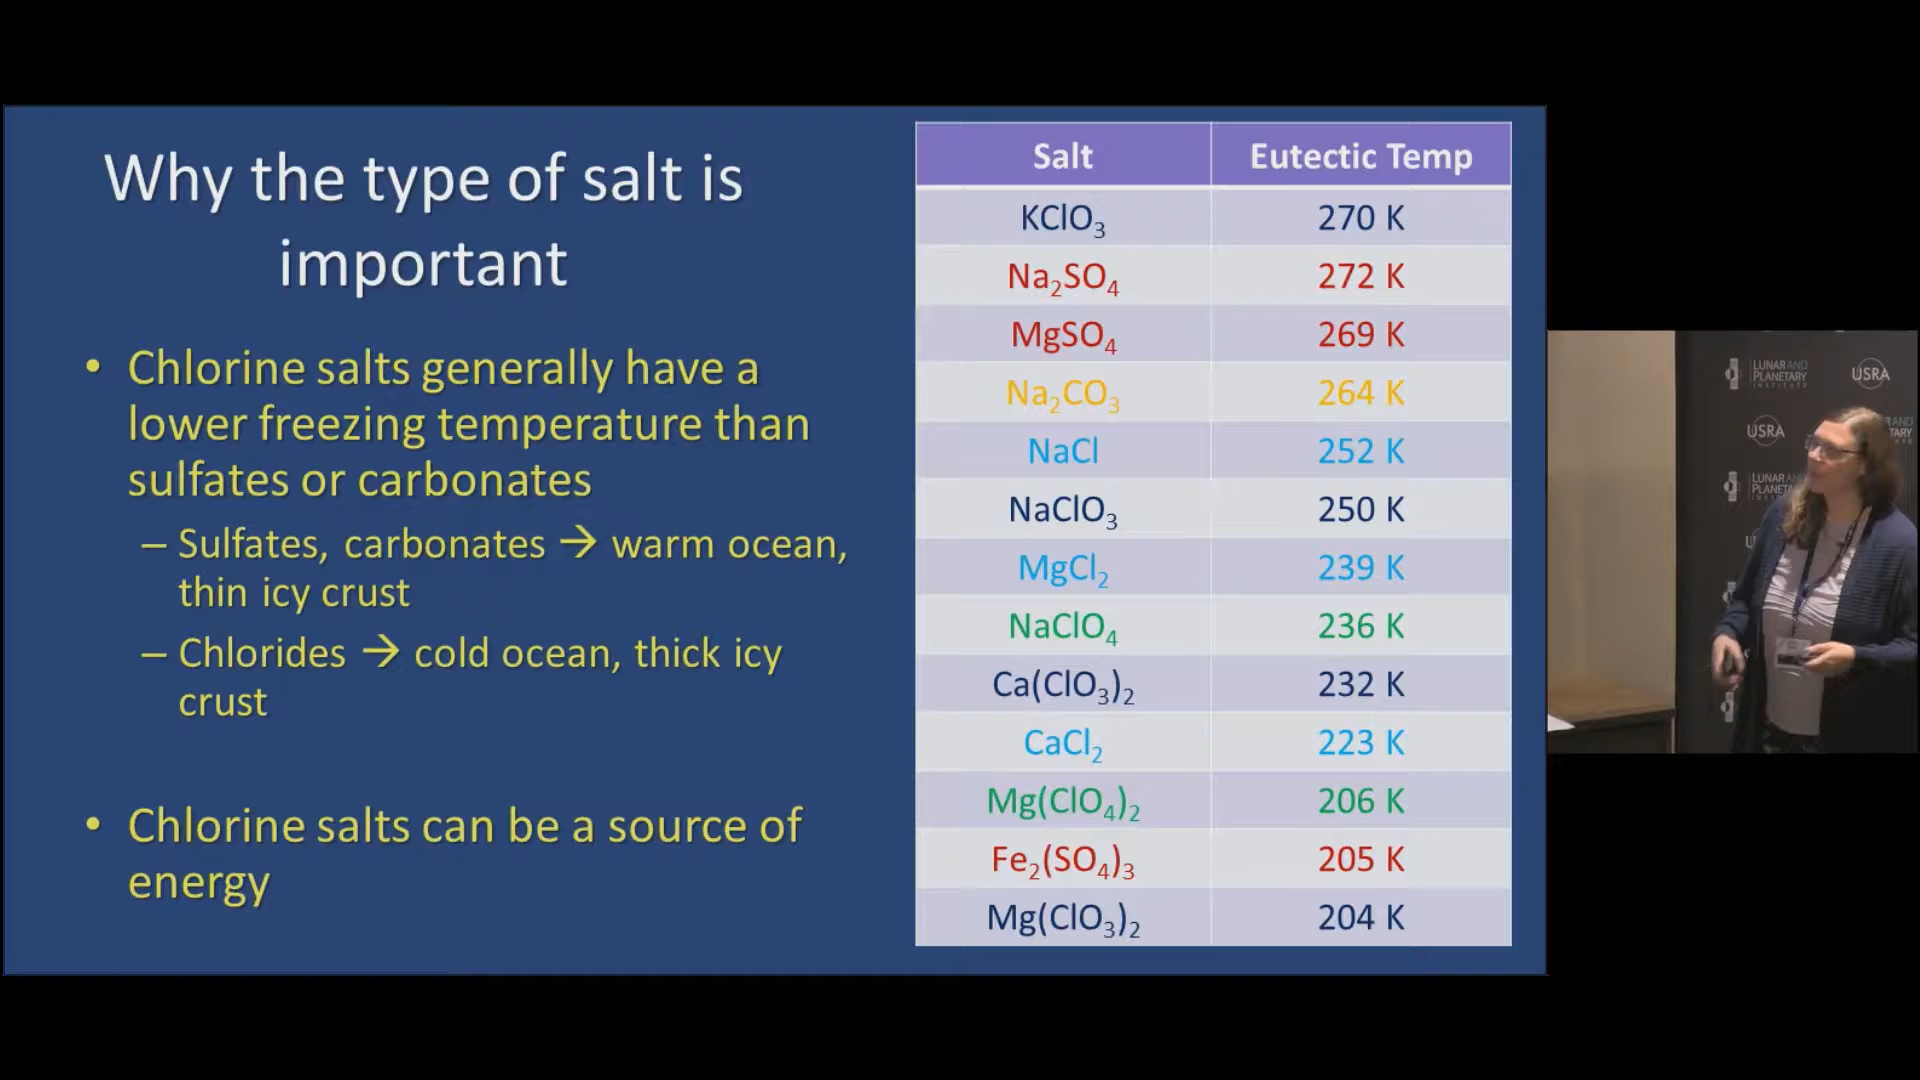 Why the type of salt is
important
• Chlorine salts generally have a
lower freezing temperature than
sulfates or carbonates
– Sulfates, carbonates → warm ocean,
thin icy crust
– Chlorides → cold ocean, thick icy
crust
• Chlorine salts can be a source of
energy
Salt Eutectic Temp
KClO₃ 270 K
Na₂SO₄ 272 K
MgSO₄ 269 K
Na₂CO₃ 264 K
NaCl 252 K
NaClO₃ 250 K
MgCl₂ 239 K
NaClO₄ 236 K
Ca(ClO₃)₂ 232 K
CaCl₂ 223 K
Mg(ClO₄)₂ 206 K
Fe₂(SO₄)₃ 205 K
Mg(ClO₃)₂ 204 K
LUNAR AND
PLANETARY
INSTITUTE
USRA
USRA